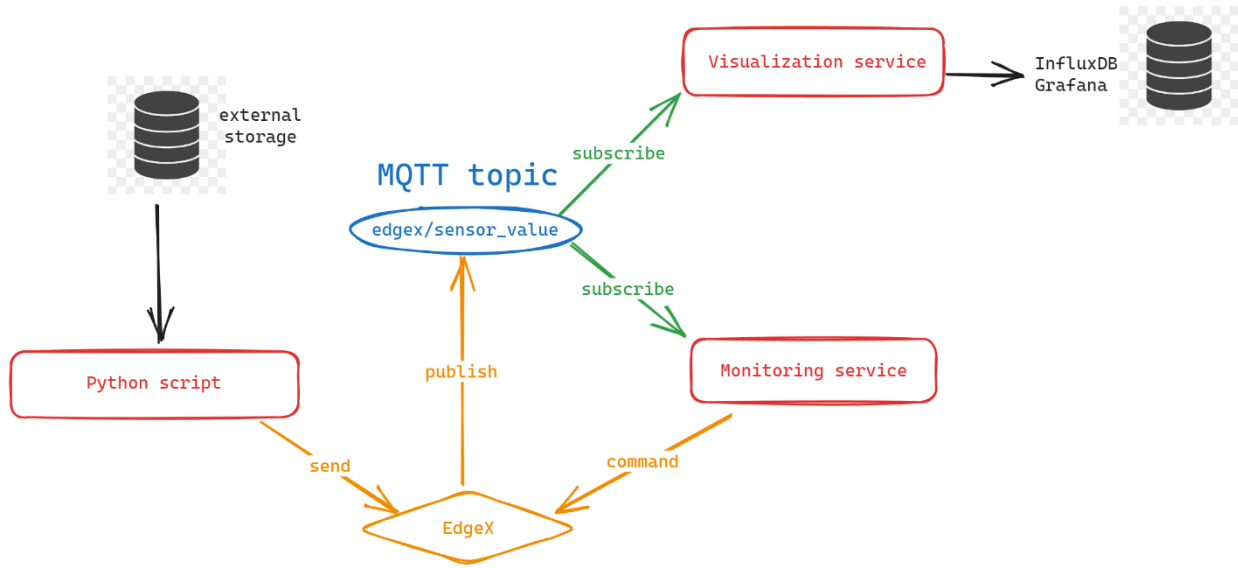 Visualization service
InfluxDB
Grafana
external
storage
subscribe
MQTT topic
edgex/sensor_value
subscribe
publish
Python script
Monitoring service
send
command
EdgeX